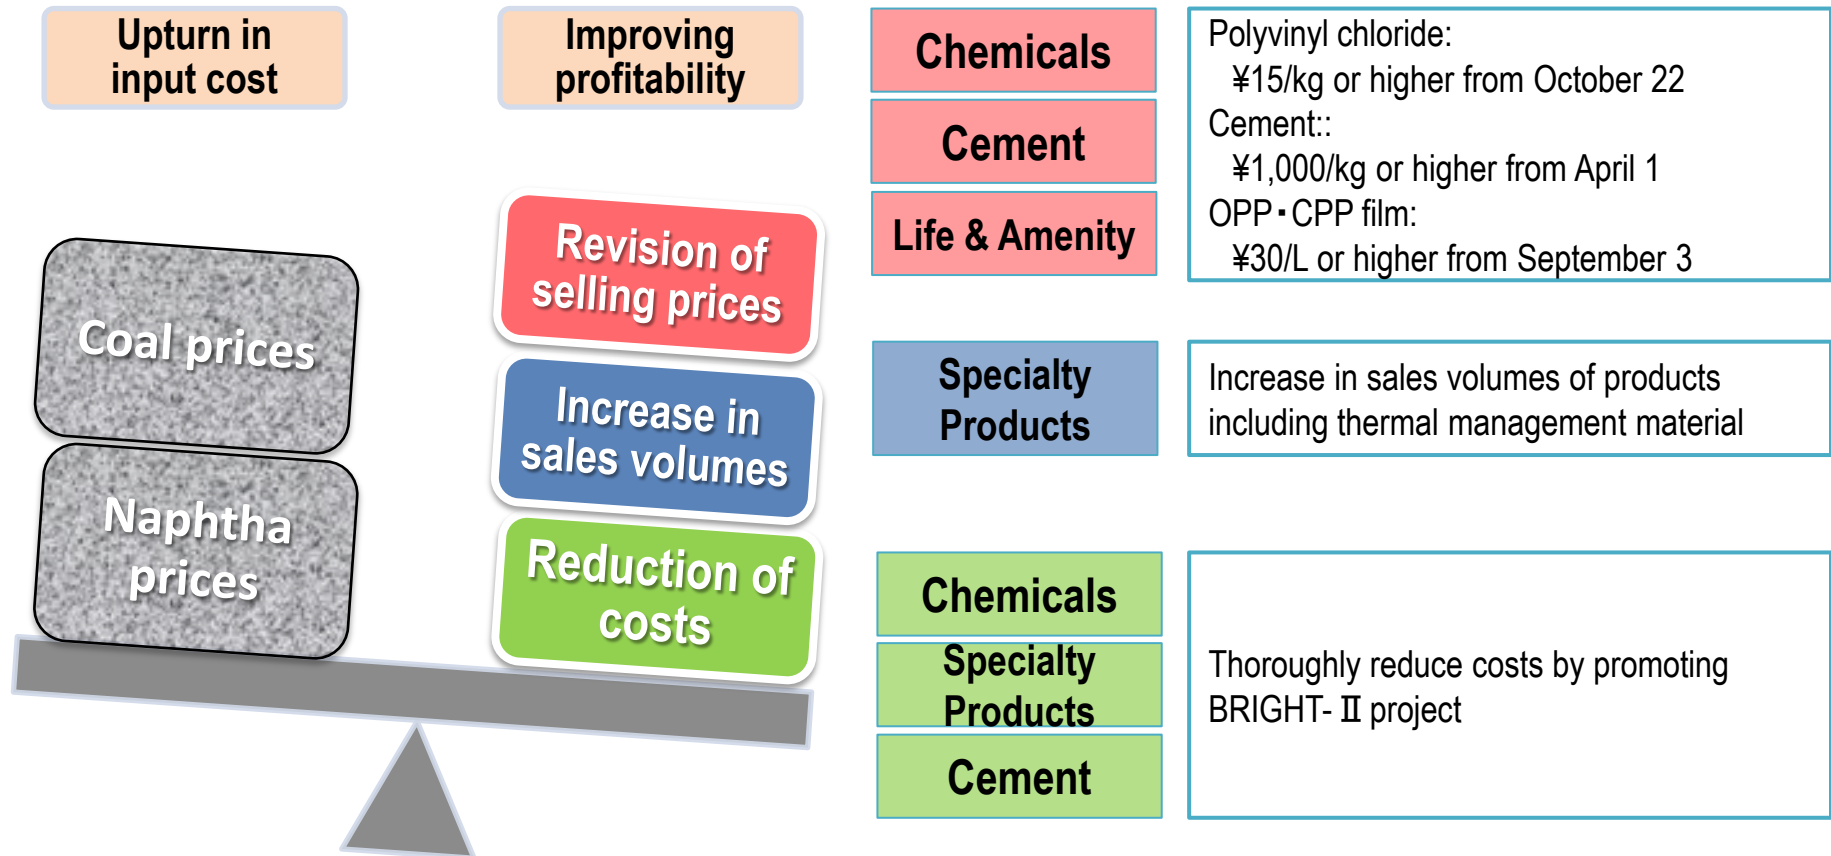 Upturn in
input cost
Improving
profitability
Coal prices
Naphtha
prices
Revision of
selling prices
Increase in
sales volumes
Reduction of
costs
Chemicals
Cement
Life & Amenity
Polyvinyl chloride:
¥15/kg or higher from October 22
Cement::
¥1,000/kg or higher from April 1
OPP・CPP film:
¥30/L or higher from September 3
Specialty
Products
Increase in sales volumes of products
including thermal management material
Chemicals
Specialty
Products
Cement
Thoroughly reduce costs by promoting
BRIGHT-Ⅱ project